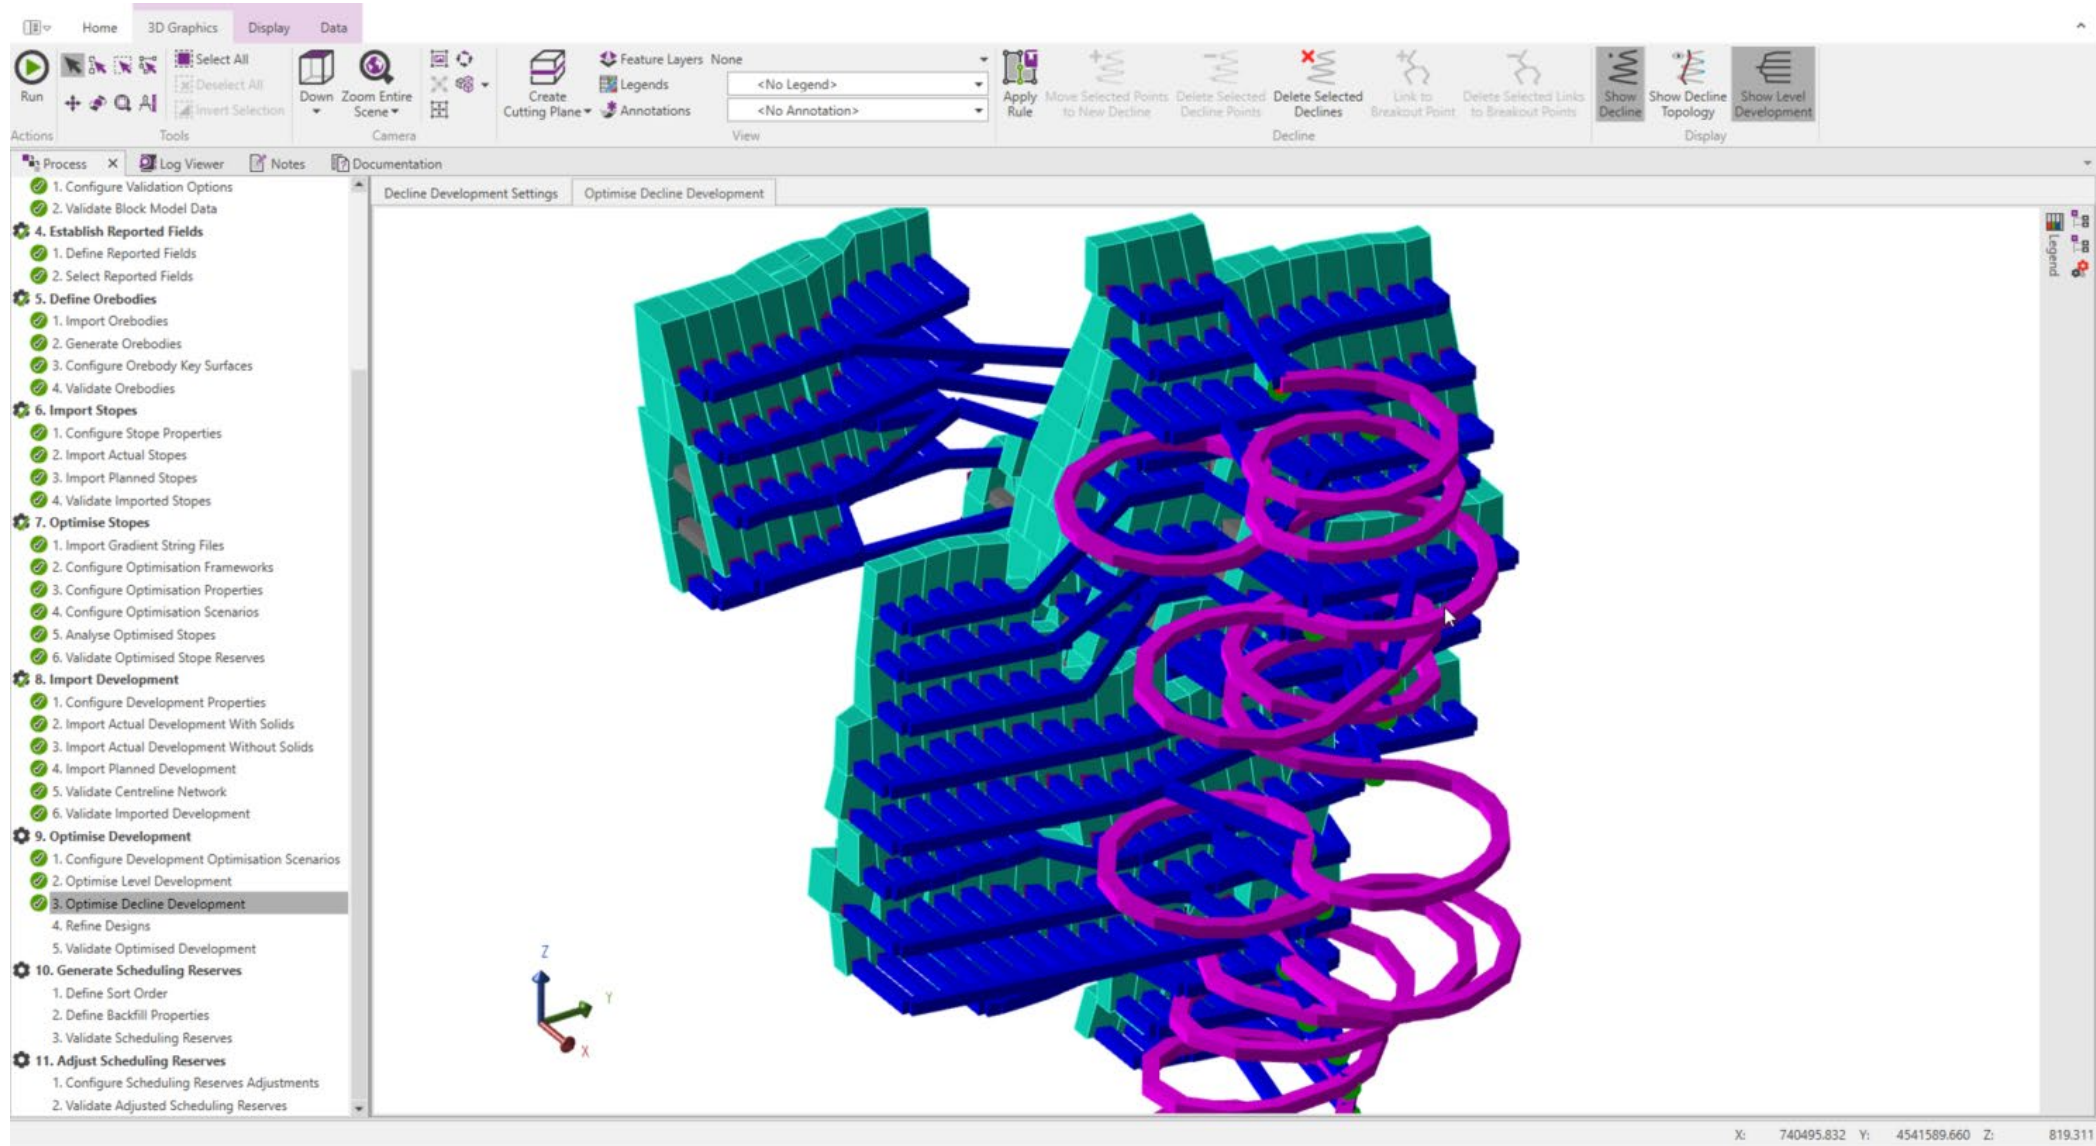 Home 3D Graphics Display Data
Run
Select All
Deselect All
Invert Selection
Down
Zoom Entire Scene
Create Cutting Plane
Feature Layers None
Legends <No Legend>
Annotations <No Annotation>
Apply Rule
Move Selected Points to New Decline
Delete Selected Decline Points
Delete Selected Declines
Link to Breakout Point
Delete Selected Links to Breakout Points
Show Decline
Show Decline Topology
Show Level Development
Actions Tools Camera View Decline Display
Process Log Viewer Notes Documentation
Decline Development Settings Optimise Decline Development
1. Configure Validation Options
2. Validate Block Model Data
4. Establish Reported Fields
1. Define Reported Fields
2. Select Reported Fields
5. Define Orebodies
1. Import Orebodies
2. Generate Orebodies
3. Configure Orebody Key Surfaces
4. Validate Orebodies
6. Import Stopes
1. Configure Stope Properties
2. Import Actual Stopes
3. Import Planned Stopes
4. Validate Imported Stopes
7. Optimise Stopes
1. Import Gradient String Files
2. Configure Optimisation Frameworks
3. Configure Optimisation Properties
4. Configure Optimisation Scenarios
5. Analyse Optimised Stopes
6. Validate Optimised Stope Reserves
8. Import Development
1. Configure Development Properties
2. Import Actual Development With Solids
3. Import Actual Development Without Solids
4. Import Planned Development
5. Validate Centreline Network
6. Validate Imported Development
9. Optimise Development
1. Configure Development Optimisation Scenarios
2. Optimise Level Development
3. Optimise Decline Development
4. Refine Designs
5. Validate Optimised Development
10. Generate Scheduling Reserves
1. Define Sort Order
2. Define Backfill Properties
3. Validate Scheduling Reserves
11. Adjust Scheduling Reserves
1. Configure Scheduling Reserves Adjustments
2. Validate Adjusted Scheduling Reserves
Legend
Z
Y
X
X: 740495.832 Y: 4541589.660 Z: 819.311